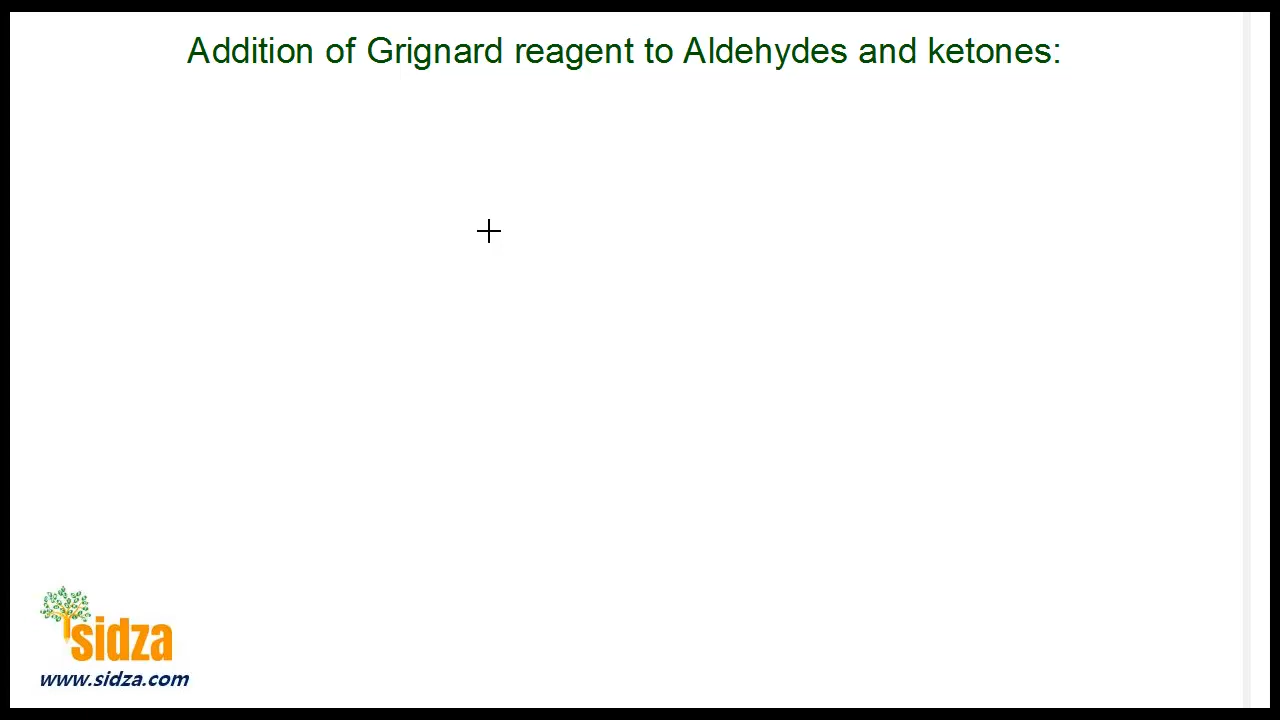 Addition of Grignard reagent to Aldehydes and ketones:
sidza
www.sidza.com